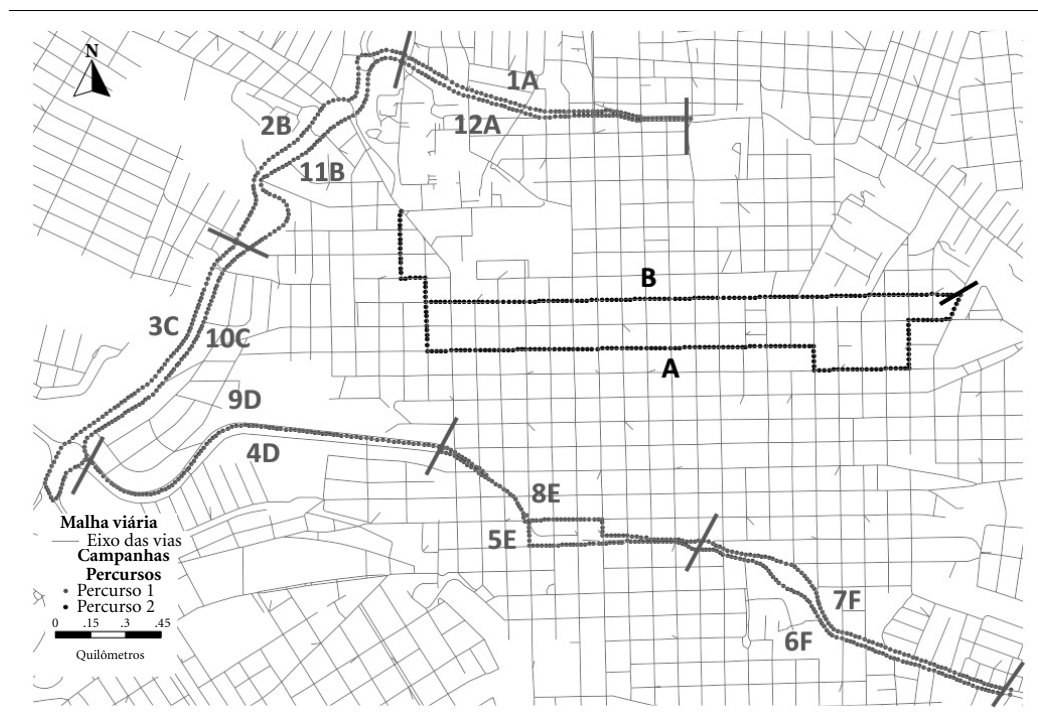 N
1A
12A
2B
11B
B
3C
10C
A
9D
4D
8E
5E
7F
6F
Malha viária
Eixo das vias
Campanhas
Percursos
Percurso 1
Percurso 2
0 .15 .3 .45
Quilômetros